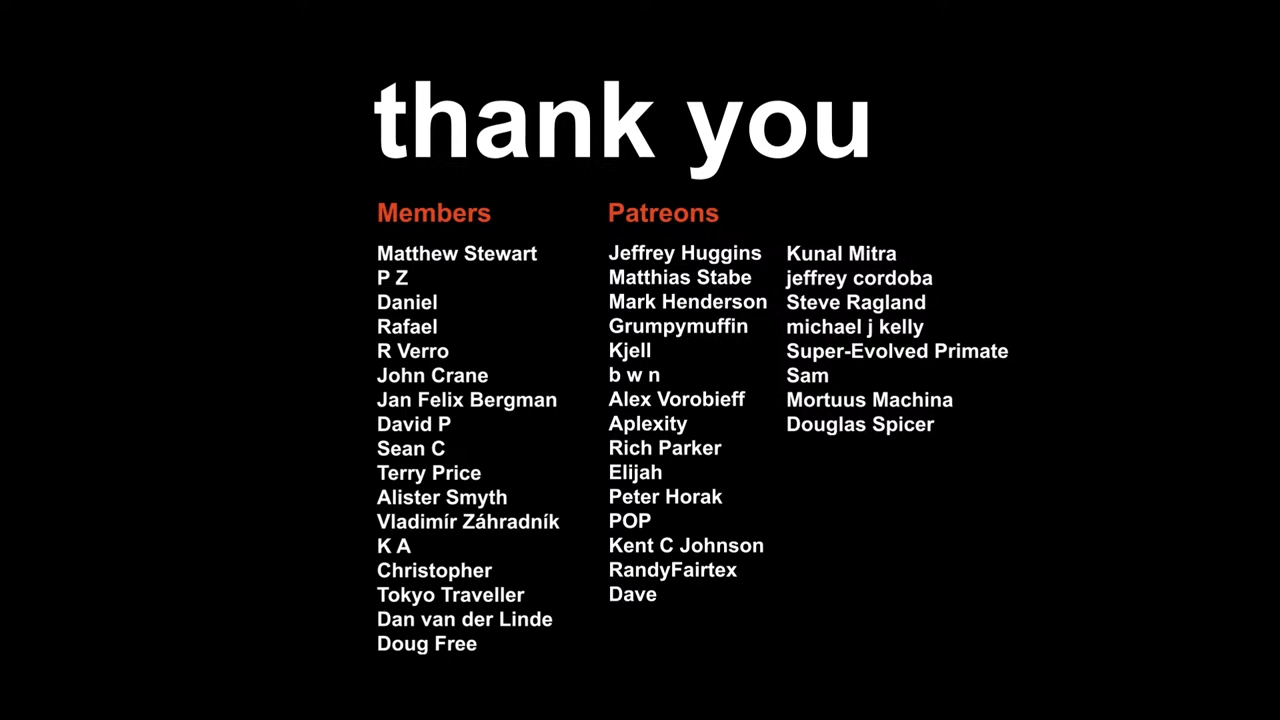 thank you
Members
Matthew Stewart
P Z
Daniel
Rafael
R Verro
John Crane
Jan Felix Bergman
David P
Sean C
Terry Price
Alister Smyth
Vladimír Záhradník
K A
Christopher
Tokyo Traveller
Dan van der Linde
Doug Free
Patreons
Jeffrey Huggins
Matthias Stabe
Mark Henderson
Grumpymuffin
Kjell
b w n
Alex Vorobieff
Aplexity
Rich Parker
Elijah
Peter Horak
POP
Kent C Johnson
RandyFairtex
Dave
Kunal Mitra
jeffrey cordoba
Steve Ragland
michael j kelly
Super-Evolved Primate
Sam
Mortuus Machina
Douglas Spicer